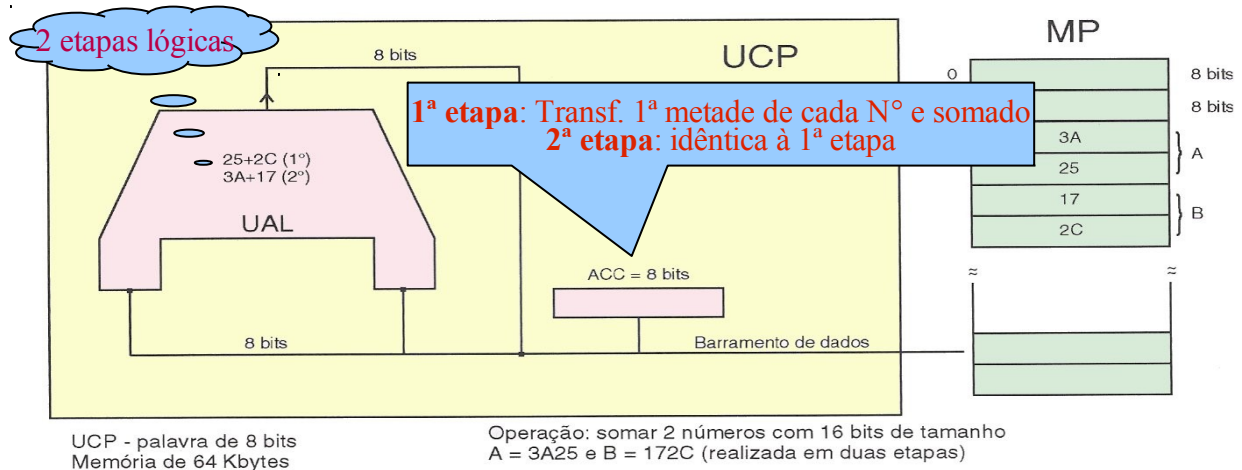 2 etapas lógicas
8 bits
UCP
MP
0
8 bits
8 bits
1ª etapa: Transf. 1ª metade de cada N° e somado
2ª etapa: idêntica à 1ª etapa
25+2C (1°)
3A+17 (2°)
UAL
3A
25
A
17
2C
B
ACC = 8 bits
≈ ≈
8 bits
Barramento de dados
UCP - palavra de 8 bits
Memória de 64 Kbytes
Operação: somar 2 números com 16 bits de tamanho
A = 3A25 e B = 172C (realizada em duas etapas)